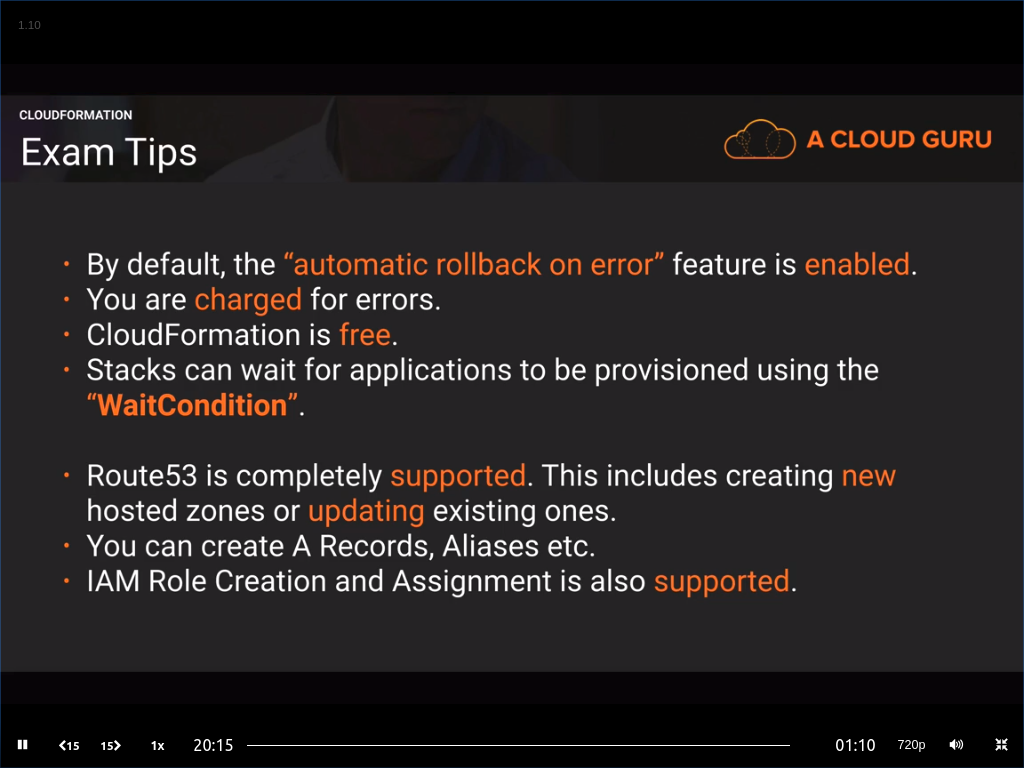 1.10
CLOUDFORMATION
Exam Tips
A CLOUD GURU
• By default, the “automatic rollback on error” feature is enabled.
• You are charged for errors.
• CloudFormation is free.
• Stacks can wait for applications to be provisioned using the
“WaitCondition”.
• Route53 is completely supported. This includes creating new
hosted zones or updating existing ones.
• You can create A Records, Aliases etc.
• IAM Role Creation and Assignment is also supported.
15 15 1x 20:15 01:10 720p